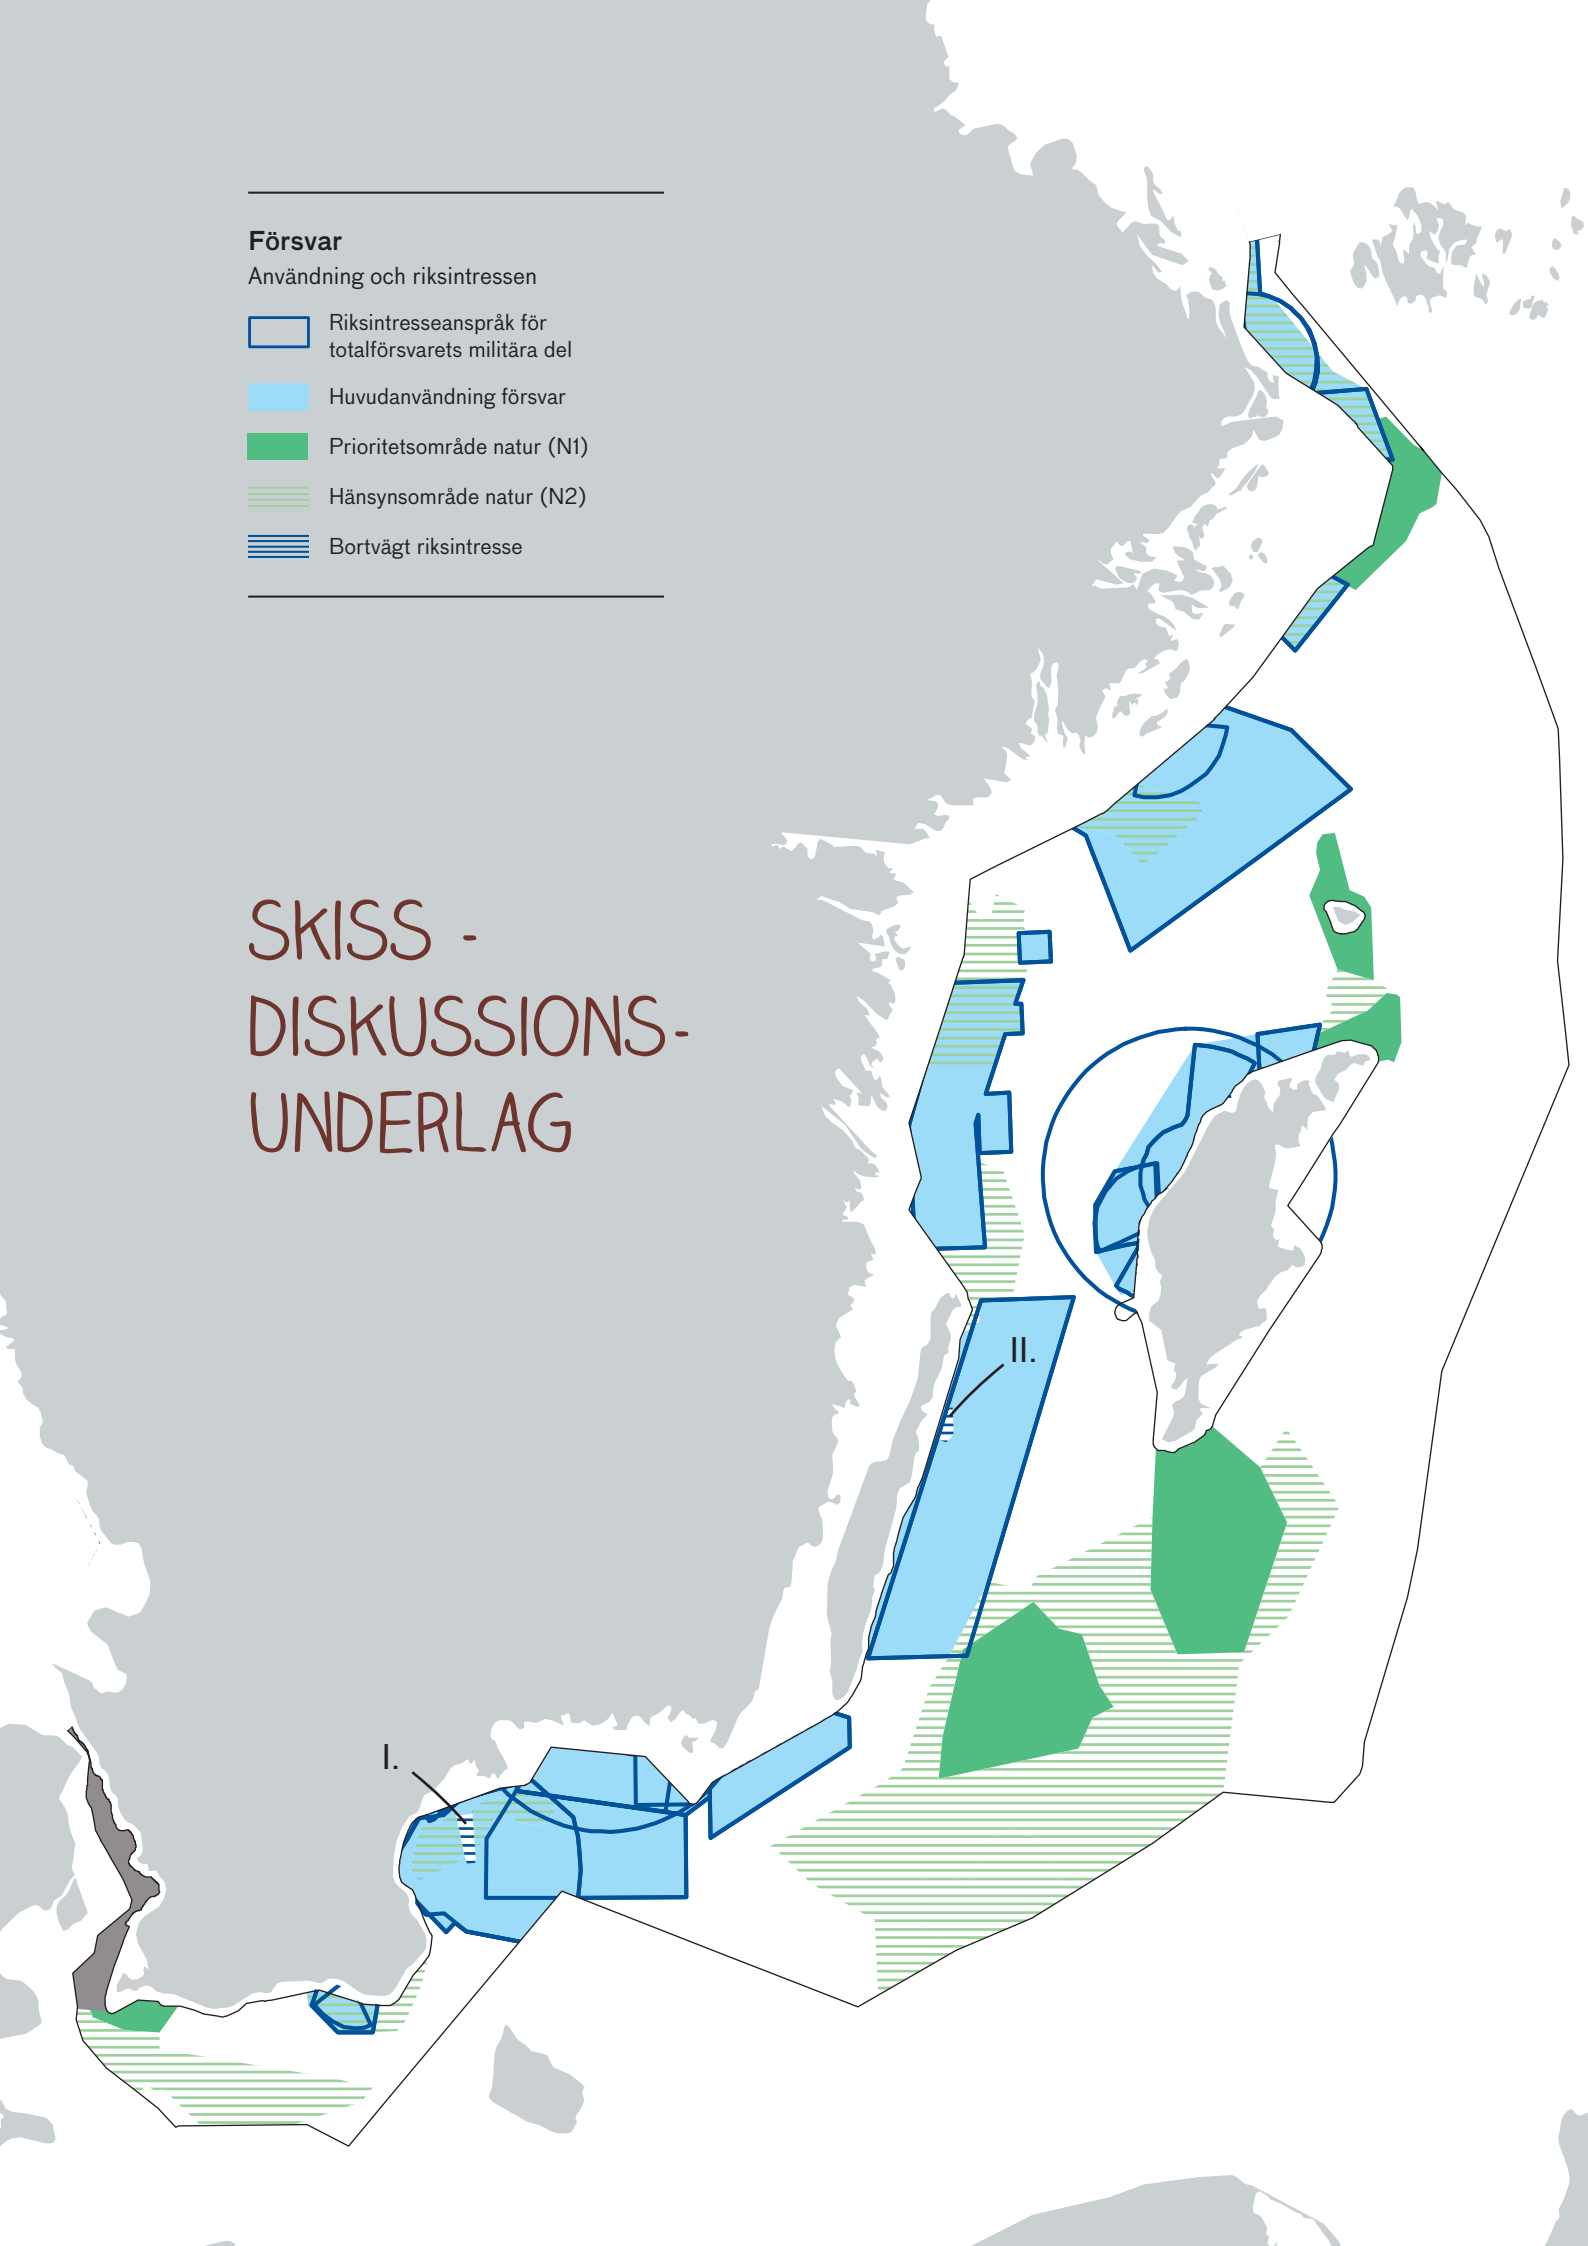 Försvar
Användning och riksintressen
Riksintresseanspråk för
totalförsvarets militära del
Huvudanvändning försvar
Prioritetsområde natur (N1)
Hänsynsområde natur (N2)
Bortvägt riksintresse
SKISS -
DISKUSSIONS-
UNDERLAG
II.
I.